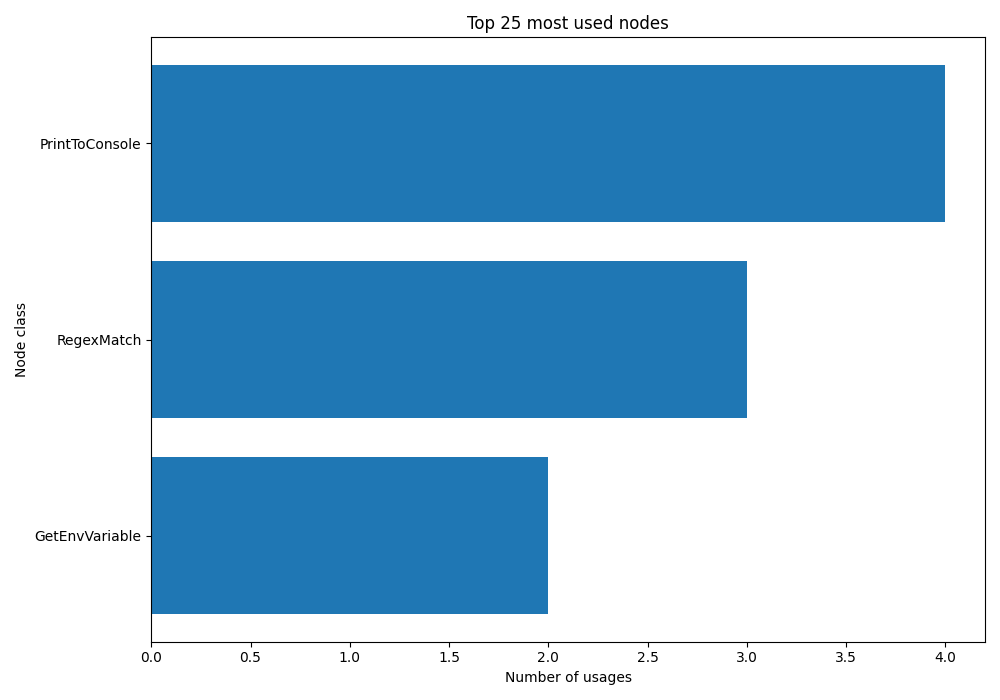 Top 25 most used nodes
Node class
PrintToConsole
RegexMatch
GetEnvVariable
0.0 0.5 1.0 1.5 2.0 2.5 3.0 3.5 4.0
Number of usages